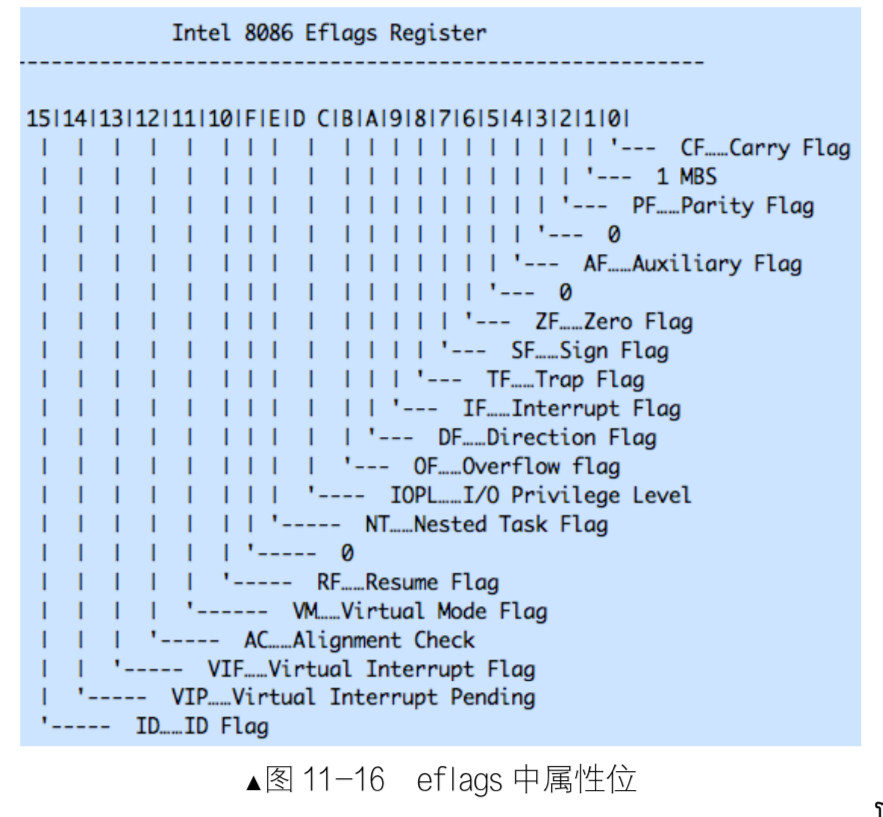 Intel 8086 Eflags Register
--------------------------------------------------------
15|14|13|12|11|10|F|E|D C|B|A|9|8|7|6|5|4|3|2|1|0|
| | | | | | | | | | | | | | | | | | | '--- CF……Carry Flag
| | | | | | | | | | | | | | | | | | '--- 1 MBS
| | | | | | | | | | | | | | | | | '--- PF……Parity Flag
| | | | | | | | | | | | | | | | '--- 0
| | | | | | | | | | | | | | | '--- AF……Auxiliary Flag
| | | | | | | | | | | | | | '--- 0
| | | | | | | | | | | | | '--- ZF……Zero Flag
| | | | | | | | | | | | '--- SF……Sign Flag
| | | | | | | | | | | '--- TF……Trap Flag
| | | | | | | | | | '--- IF……Interrupt Flag
| | | | | | | | | '--- DF……Direction Flag
| | | | | | | | | '--- OF……Overflow flag
| | | | | | | | '---- IOPL……I/O Privilege Level
| | | | | | | '----- NT……Nested Task Flag
| | | | | | '----- 0
| | | | | '----- RF……Resume Flag
| | | | '------ VM……Virtual Mode Flag
| | | '----- AC……Alignment Check
| | '----- VIF……Virtual Interrupt Flag
| '----- VIP……Virtual Interrupt Pending
'----- ID……ID Flag
▲图 11-16 eflags 中属性位